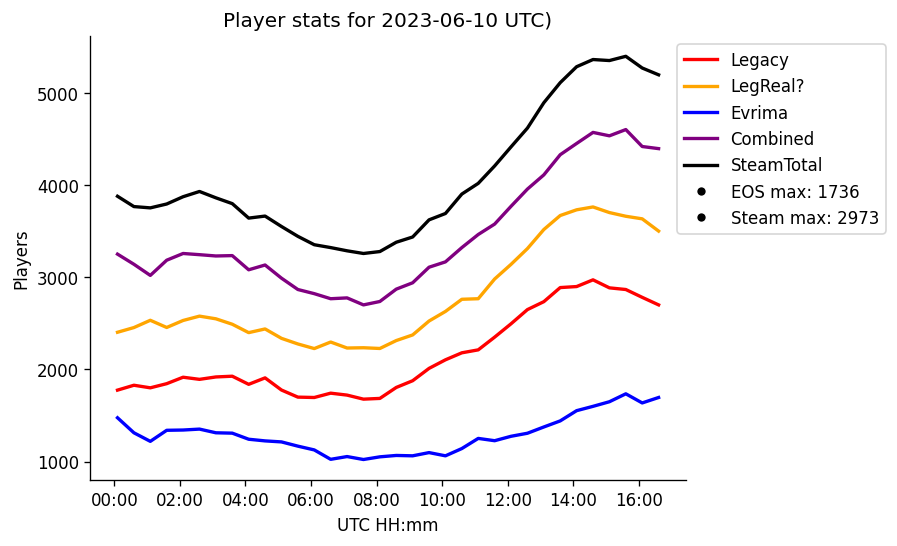 Player stats for 2023-06-10 UTC)
Players
5000
4000
3000
2000
1000
00:00 02:00 04:00 06:00 08:00 10:00 12:00 14:00 16:00
UTC HH:mm
Legacy
LegReal?
Evrima
Combined
SteamTotal
EOS max: 1736
Steam max: 2973